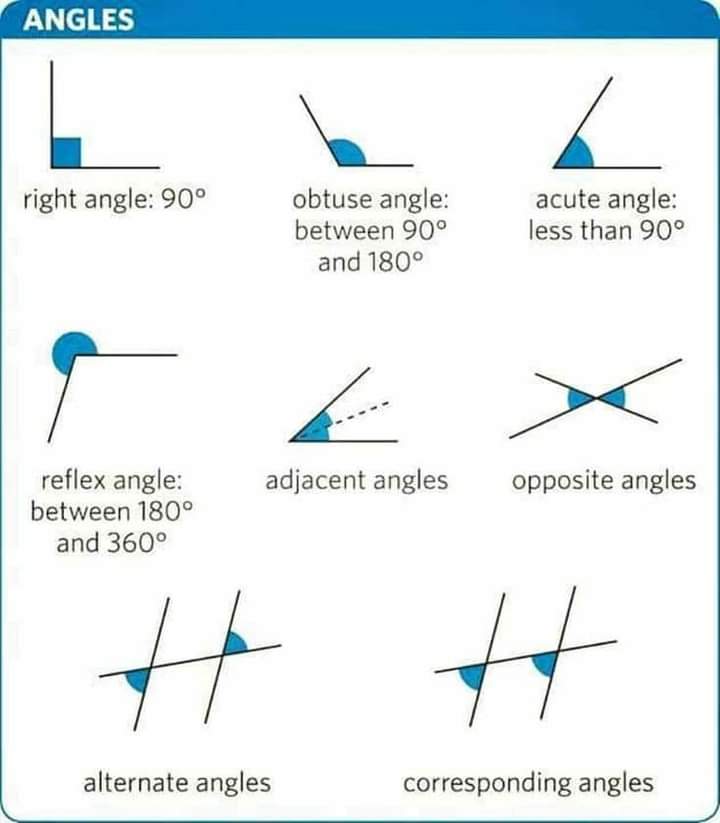 ANGLES
right angle: 90°
obtuse angle:
between 90°
and 180°
acute angle:
less than 90°
reflex angle:
between 180°
and 360°
adjacent angles
opposite angles
alternate angles
corresponding angles